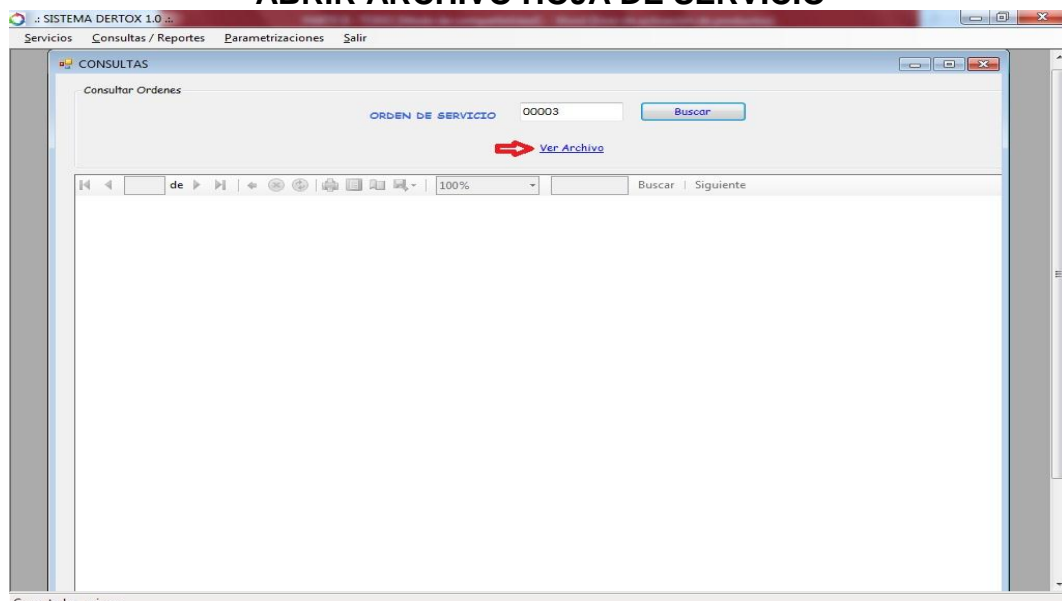 ABRIR ARCHIVO HOJA DE SERVICIO
.: SISTEMA DERTOX 1.0 :.
Servicios Consultas / Reportes Parametrizaciones Salir
CONSULTAS
Consultar Ordenes
ORDEN DE SERVICIO 00003 Buscar
Ver Archivo
de 100% Buscar | Siguiente